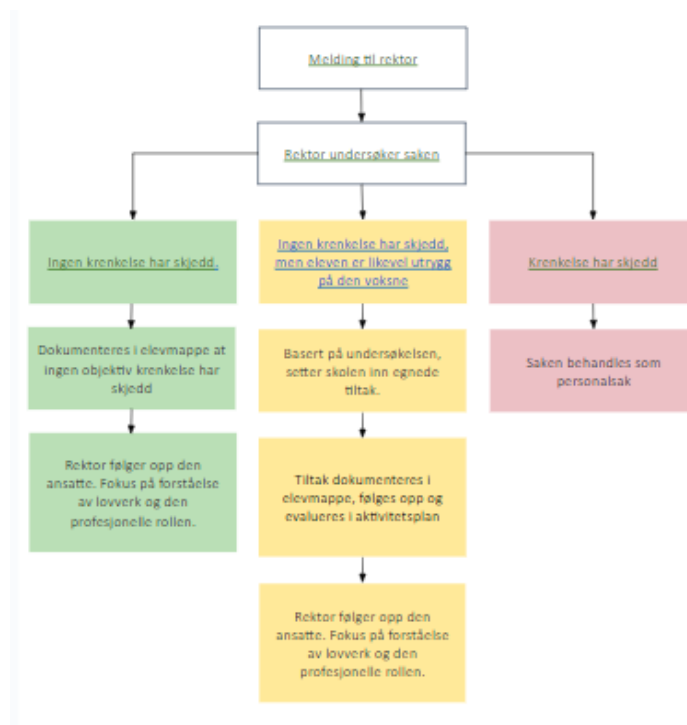 Melding til rektor
Rektor undersøker saken
Ingen krenkelse har skjedd.
Dokumenteres i elevmappe at
ingen objektiv krenkelse har
skjedd
Rektor følger opp den
ansatte. Fokus på forståelse
av lovverk og den
profesjonelle rollen.
Ingen krenkelse har skjedd,
men eleven er likevel utrygg
på den voksne
Basert på undersøkelsen,
setter skolen inn egnede
tiltak.
Tiltak dokumenteres i
elevmappe, følges opp og
evalueres i aktivitetsplan
Rektor følger opp den
ansatte. Fokus på forståelse
av lovverk og den
profesjonelle rollen.
Krenkelse har skjedd
Saken behandles som
personalsak